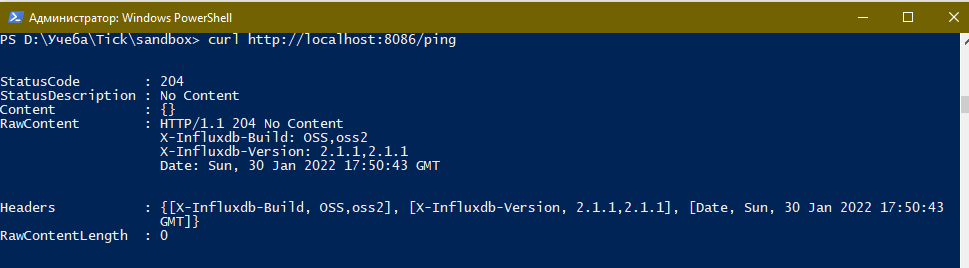 Администратор: Windows PowerShell
PS D:\Учеба\Tick\sandbox> curl http://localhost:8086/ping
StatusCode : 204
StatusDescription : No Content
Content : {}
RawContent : HTTP/1.1 204 No Content
X-Influxdb-Build: OSS,oss2
X-Influxdb-Version: 2.1.1,2.1.1
Date: Sun, 30 Jan 2022 17:50:43 GMT
Headers : {[X-Influxdb-Build, OSS,oss2], [X-Influxdb-Version, 2.1.1,2.1.1], [Date, Sun, 30 Jan 2022 17:50:43
GMT]}
RawContentLength : 0